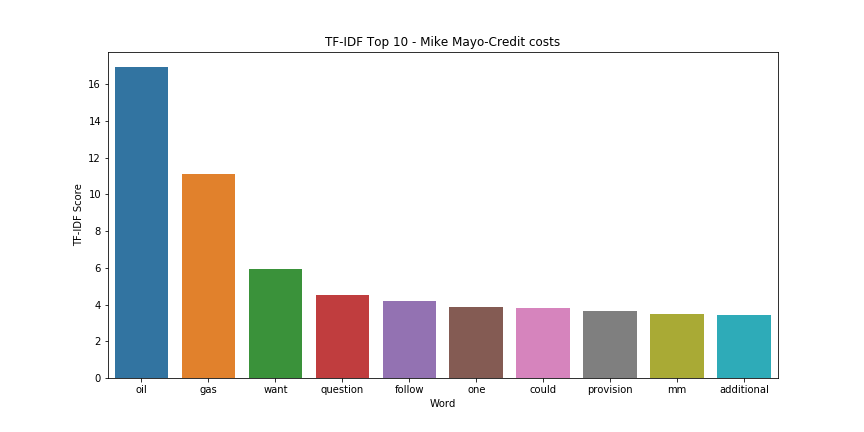 TF-IDF Top 10 - Mike Mayo-Credit costs
TF-IDF Score
16
14
12
10
8
6
4
2
0
oil gas want question follow one could provision mm additional
Word